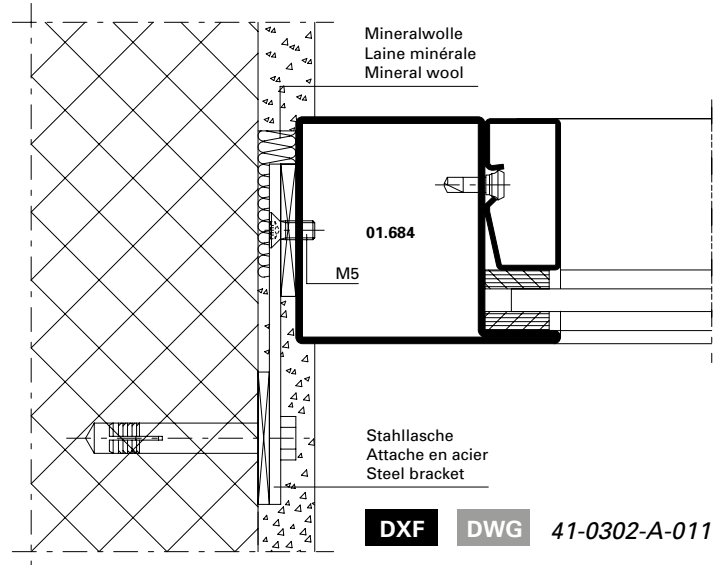 Mineralwolle
Laine minérale
Mineral wool
01.684
M5
Stahllasche
Attache en acier
Steel bracket
DXF DWG 41-0302-A-011